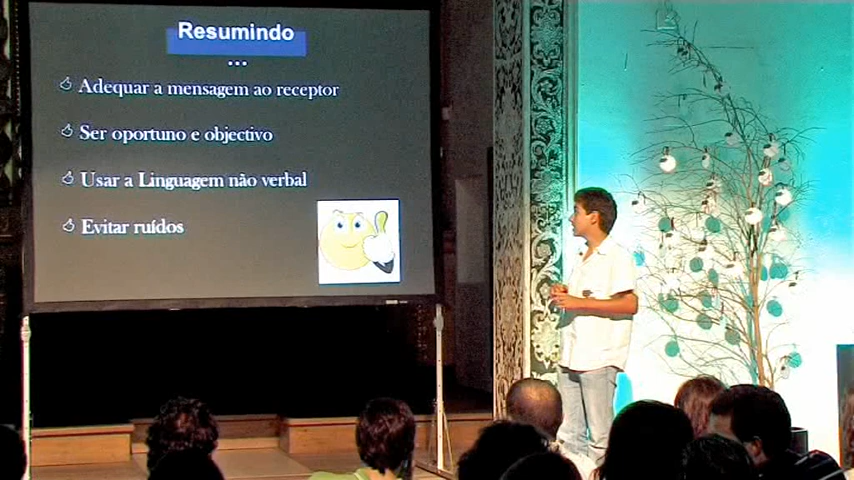 Resumindo
...
Adequar a mensagem ao receptor
Ser oportuno e objectivo
Usar a Linguagem não verbal
Evitar ruídos